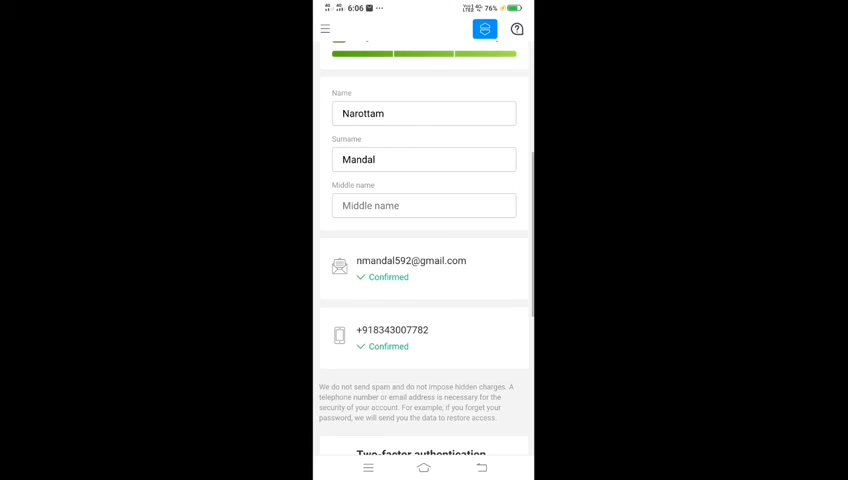 6:06
76%
Name
Narottam
Surname
Mandal
Middle name
Middle name
nmandal592@gmail.com
Confirmed
+918343007782
Confirmed
We do not send spam and do not impose hidden charges. A
telephone number or email address is necessary for the
security of your account. For example, if you forget your
password, we will send you the data to restore access.
Two-factor authentication